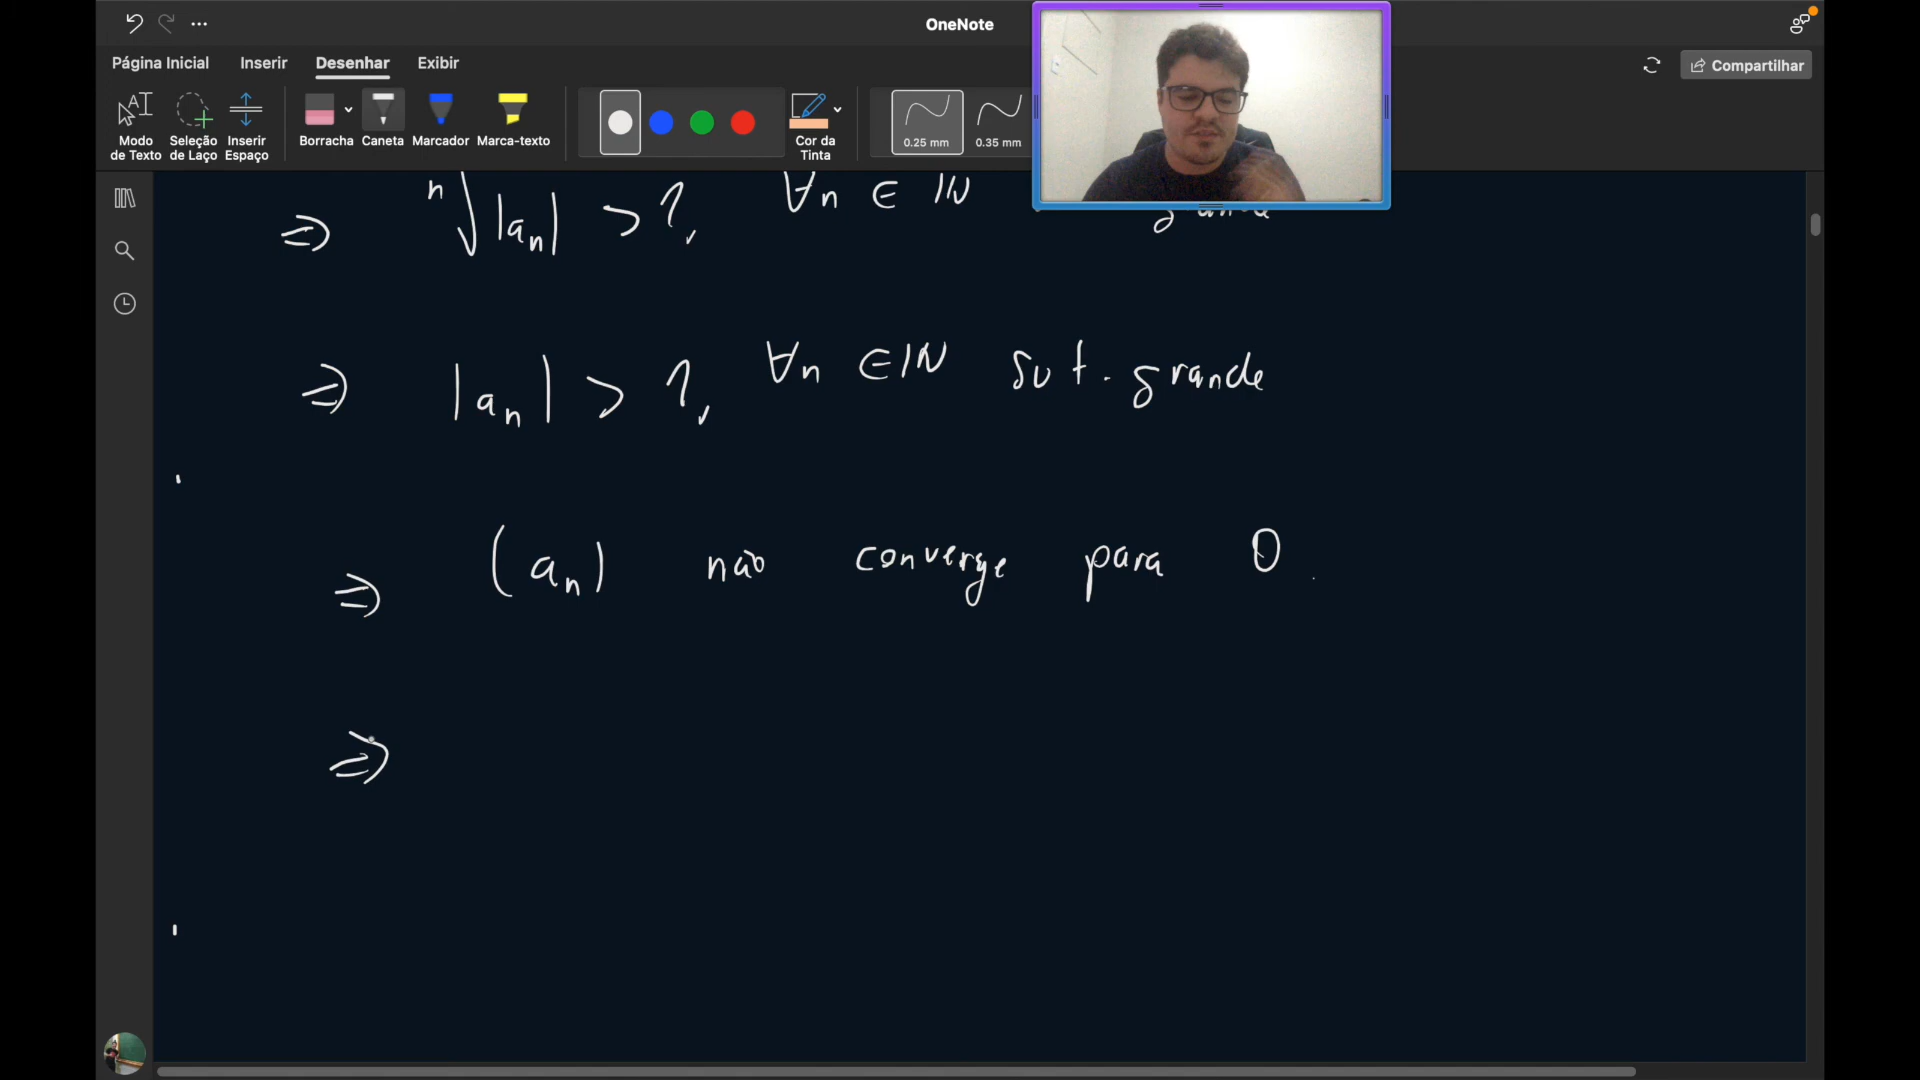 OneNote
Página Inicial Inserir Desenhar Exibir
Compartilhar
Modo de Texto
Seleção de Laço
Inserir Espaço
Borracha
Caneta
Marcador
Marca-texto
Cor da Tinta
0.25 mm
0.35 mm
⇒ ⁿ√|aₙ| > 1, ∀n ∈ ℕ
⇒ |aₙ| > 1, ∀n ∈ ℕ suf. grande
⇒ (aₙ) não converge para 0.
⇒